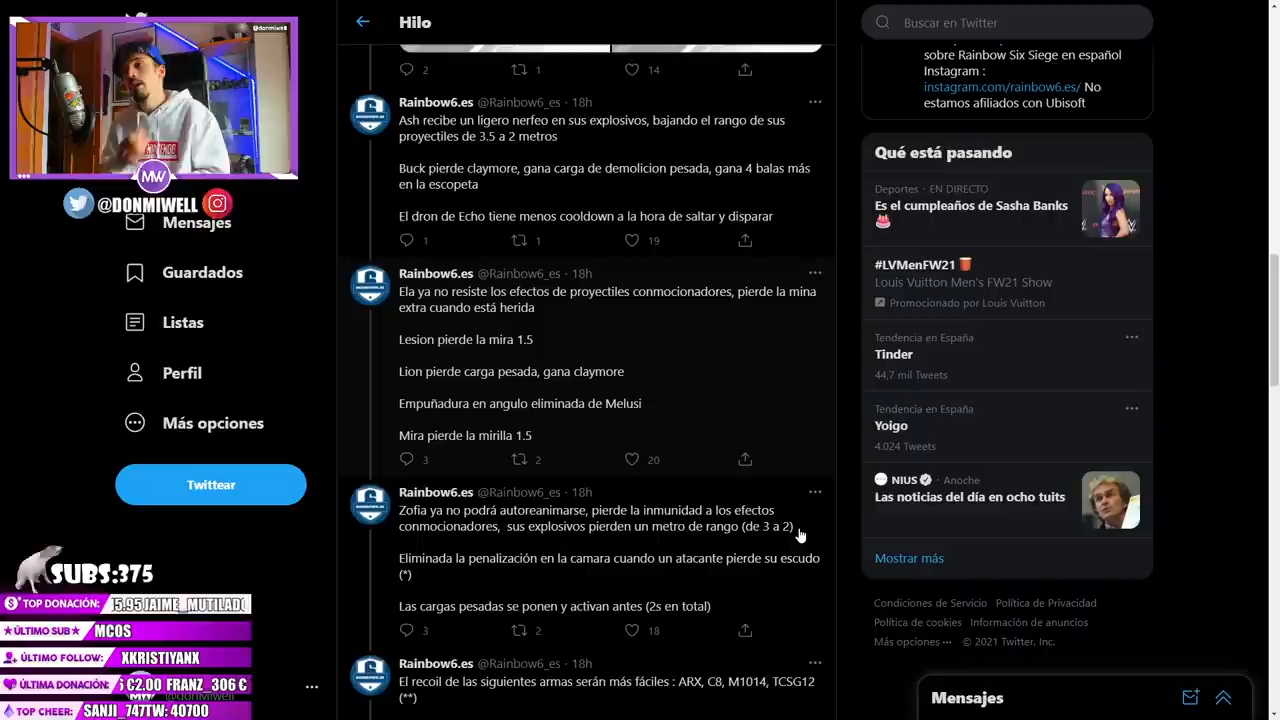 @donmiwell
MW
@DONMIWELL
Mensajes
Guardados
Listas
Perfil
Más opciones
Twittear
SUBS:375
TOP DONACIÓN:
5.95 JAIME_MUTILADO
★ÚLTIMO SUB★
MCOS
ÚLTIMO FOLLOW:
XKRISTIYANX
ÚLTIMA DONACIÓN:
€2.00 FRANZ_306 €
@donmiwell
TOP CHEER:
SANJI_747TW: 40700
Hilo
2 1 14
Rainbow6.es @Rainbow6_es · 18h
Ash recibe un ligero nerfeo en sus explosivos, bajando el rango de sus
proyectiles de 3.5 a 2 metros
Buck pierde claymore, gana carga de demolicion pesada, gana 4 balas más
en la escopeta
El dron de Echo tiene menos cooldown a la hora de saltar y disparar
1 1 19
Rainbow6.es @Rainbow6_es · 18h
Ela ya no resiste los efectos de proyectiles conmocionadores, pierde la mina
extra cuando está herida
Lesion pierde la mira 1.5
Lion pierde carga pesada, gana claymore
Empuñadura en angulo eliminada de Melusi
Mira pierde la mirilla 1.5
3 2 20
Rainbow6.es @Rainbow6_es · 18h
Zofia ya no podrá autoreanimarse, pierde la inmunidad a los efectos
conmocionadores, sus explosivos pierden un metro de rango (de 3 a 2)
Eliminada la penalización en la camara cuando un atacante pierde su escudo
(*)
Las cargas pesadas se ponen y activan antes (2s en total)
3 2 18
Rainbow6.es @Rainbow6_es · 18h
El recoil de las siguientes armas serán más fáciles : ARX, C8, M1014, TCSG12
(**)
Buscar en Twitter
sobre Rainbow Six Siege en español
Instagram :
instagram.com/rainbow6.es/ No
estamos afiliados con Ubisoft
Qué está pasando
Deportes · EN DIRECTO
Es el cumpleaños de Sasha Banks
#LVMenFW21
Louis Vuitton Men's FW21 Show
Promocionado por Louis Vuitton
Tendencia en España
Tinder
44,7 mil Tweets
Tendencia en España
Yoigo
4.024 Tweets
NIUS · Anoche
Las noticias del día en ocho tuits
Mostrar más
Condiciones de Servicio Política de Privacidad
Política de cookies Información de anuncios
Más opciones ··· © 2021 Twitter, Inc.
Mensajes